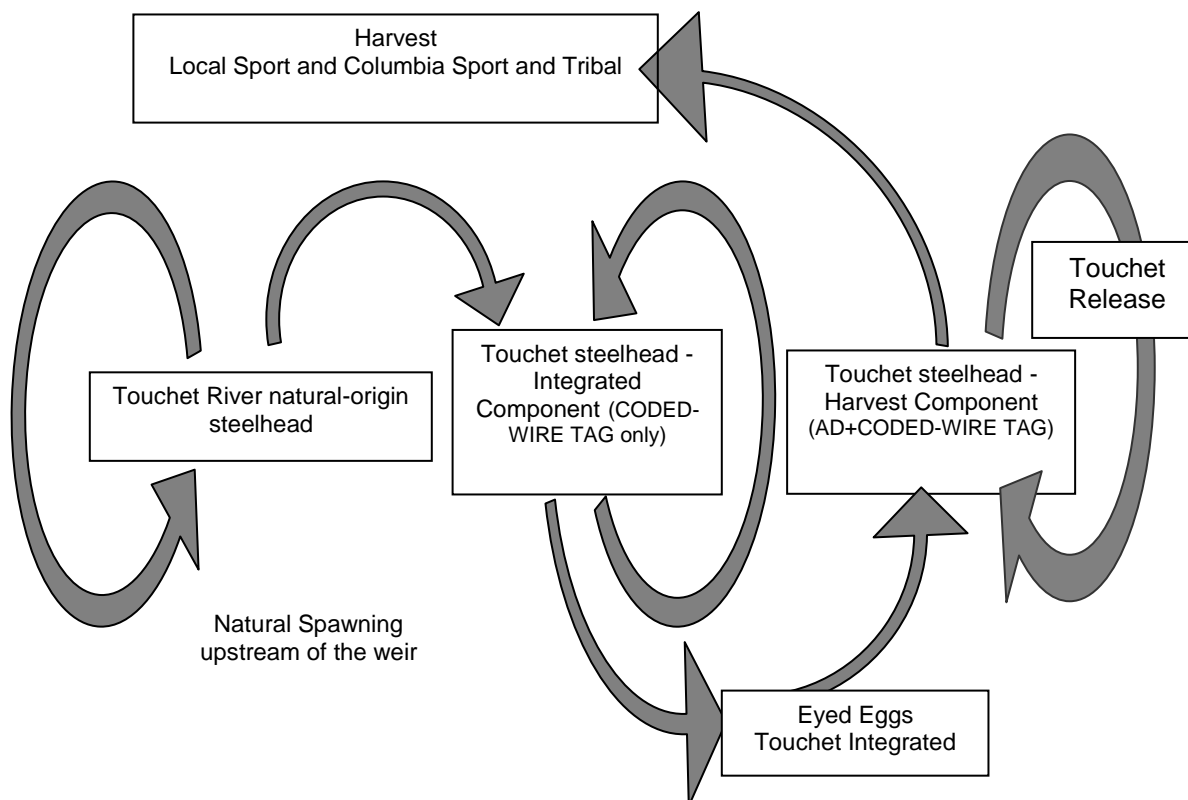 Harvest
Local Sport and Columbia Sport and Tribal
Touchet
Release
Touchet River natural-origin
steelhead
Touchet steelhead -
Integrated
Component (CODED-
WIRE TAG only)
Touchet steelhead -
Harvest Component
(AD+CODED-WIRE TAG)
Natural Spawning
upstream of the weir
Eyed Eggs
Touchet Integrated